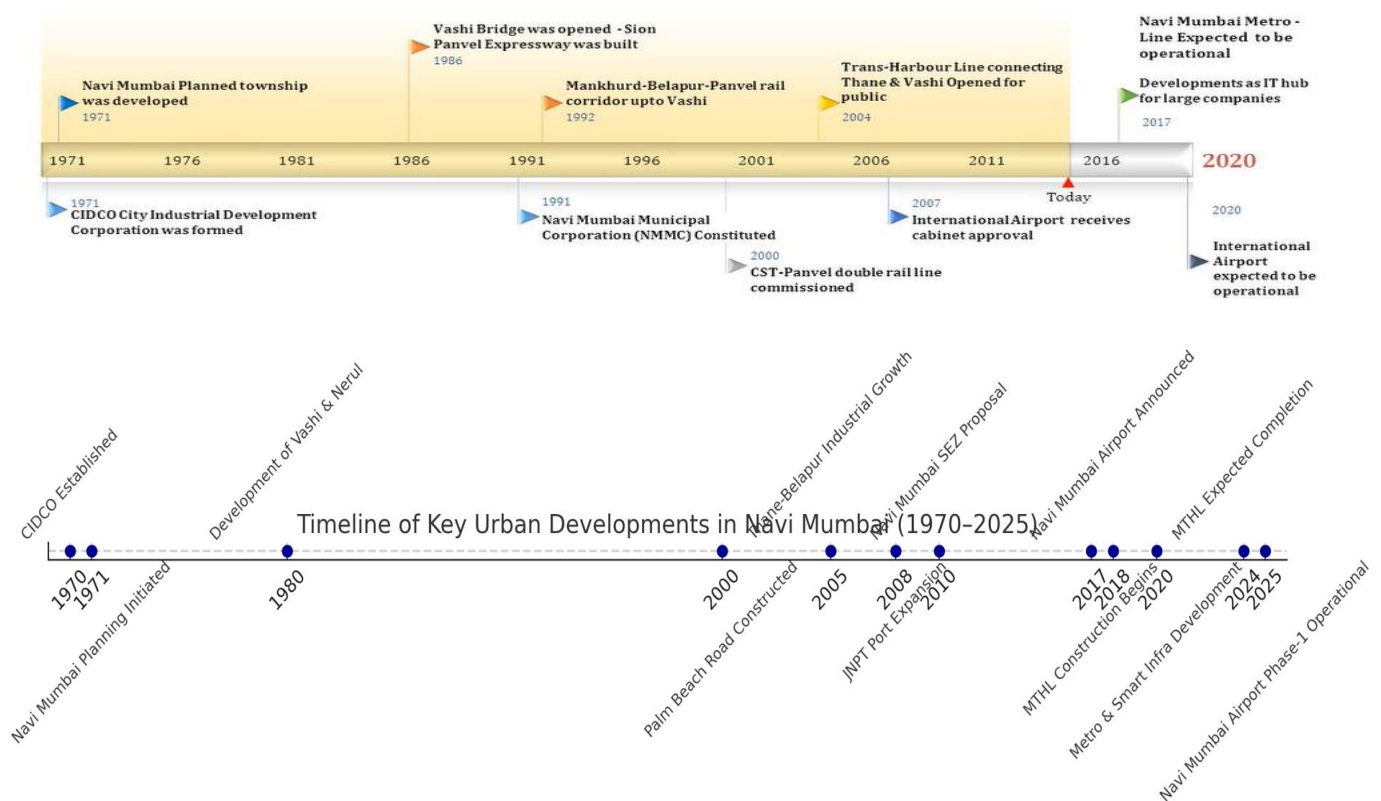 Vashi Bridge was opened - Sion
Panvel Expressway was built
1986
Navi Mumbai Metro -
Line Expected to be
operational
Navi Mumbai Planned township
was developed
1971
Mankhurd-Belapur-Panvel rail
corridor upto Vashi
1992
Trans-Harbour Line connecting
Thane & Vashi Opened for
public
2004
Developments as IT hub
for large companies
2017
1971 1976 1981 1986 1991 1996 2001 2006 2011 2016 2020
Today
1971
CIDCO City Industrial Development
Corporation was formed
1991
Navi Mumbai Municipal
Corporation (NMMC) Constituted
2000
CST-Panvel double rail line
commissioned
2007
International Airport receives
cabinet approval
2020
International
Airport
expected to be
operational
Timeline of Key Urban Developments in Navi Mumbai (1970–2025)
CIDCO Established
Development of Vashi & Nerul
Thane-Belapur Industrial Growth
Navi Mumbai SEZ Proposal
Navi Mumbai Airport Announced
MTHL Expected Completion
1970 1971 1980 2000 2005 2008 2010 2017 2018 2020 2024 2025
Navi Mumbai Planning Initiated
Palm Beach Road Constructed
JNPT Port Expansion
MTHL Construction Begins
Metro & Smart Infra Development
Navi Mumbai Airport Phase-1 Operational